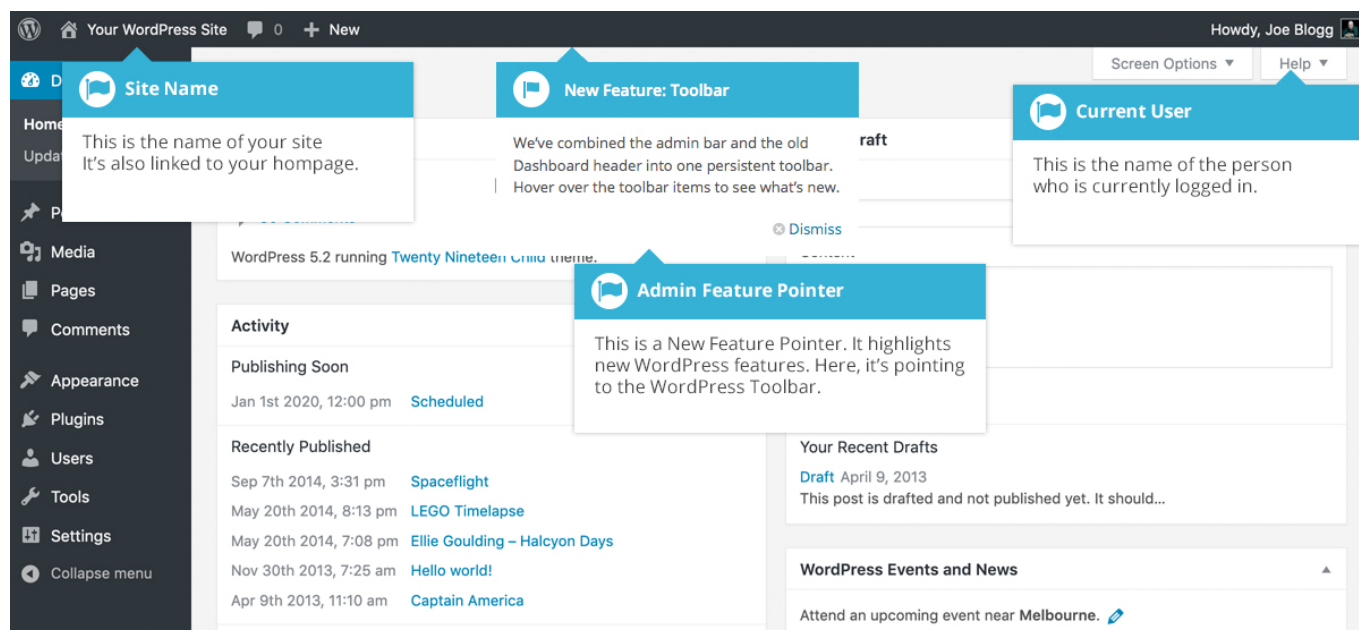 Your WordPress Site 0 New Howdy, Joe Blogg
Screen Options Help
D
Home
Site Name
This is the name of your site
It's also linked to your hompage.
New Feature: Toolbar
We've combined the admin bar and the old
Dashboard header into one persistent toolbar.
Hover over the toolbar items to see what's new.
Dismiss
raft
Current User
This is the name of the person
who is currently logged in.
Media
Pages
Comments
Appearance
Plugins
Users
Tools
Settings
Collapse menu
WordPress 5.2 running Twenty Nineteen Child theme.
Admin Feature Pointer
This is a New Feature Pointer. It highlights
new WordPress features. Here, it's pointing
to the WordPress Toolbar.
Activity
Publishing Soon
Jan 1st 2020, 12:00 pm Scheduled
Recently Published
Sep 7th 2014, 3:31 pm Spaceflight
May 20th 2014, 8:13 pm LEGO Timelapse
May 20th 2014, 7:08 pm Ellie Goulding – Halcyon Days
Nov 30th 2013, 7:25 am Hello world!
Apr 9th 2013, 11:10 am Captain America
Your Recent Drafts
Draft April 9, 2013
This post is drafted and not published yet. It should...
WordPress Events and News
Attend an upcoming event near Melbourne.